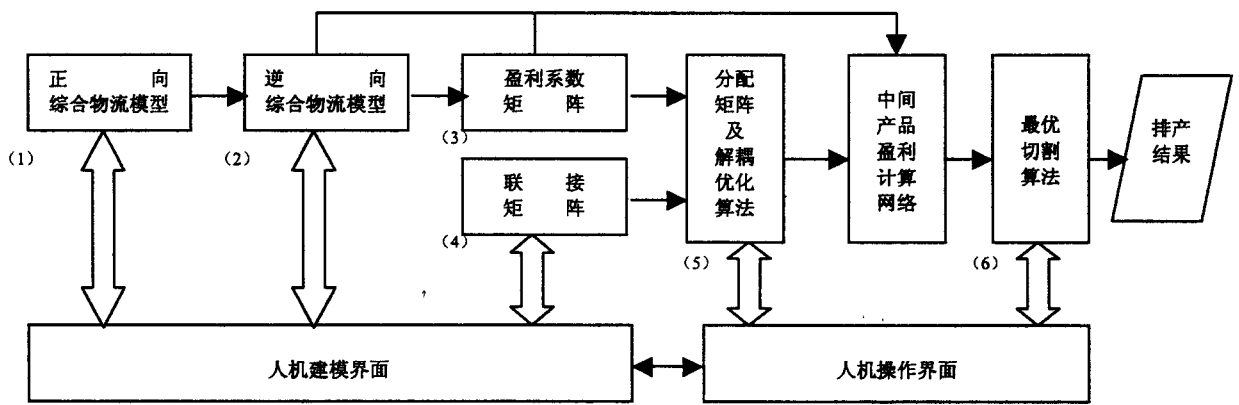 正 向
综合物流模型
(1)
逆 向
综合物流模型
(2)
盈利系数
矩 阵
(3)
联 接
矩 阵
(4)
分配
矩阵
及
解耦
优化
算法
(5)
中间
产品
盈利
计算
网络
最优
切割
算法
(6)
排产
结果
人机建模界面
人机操作界面